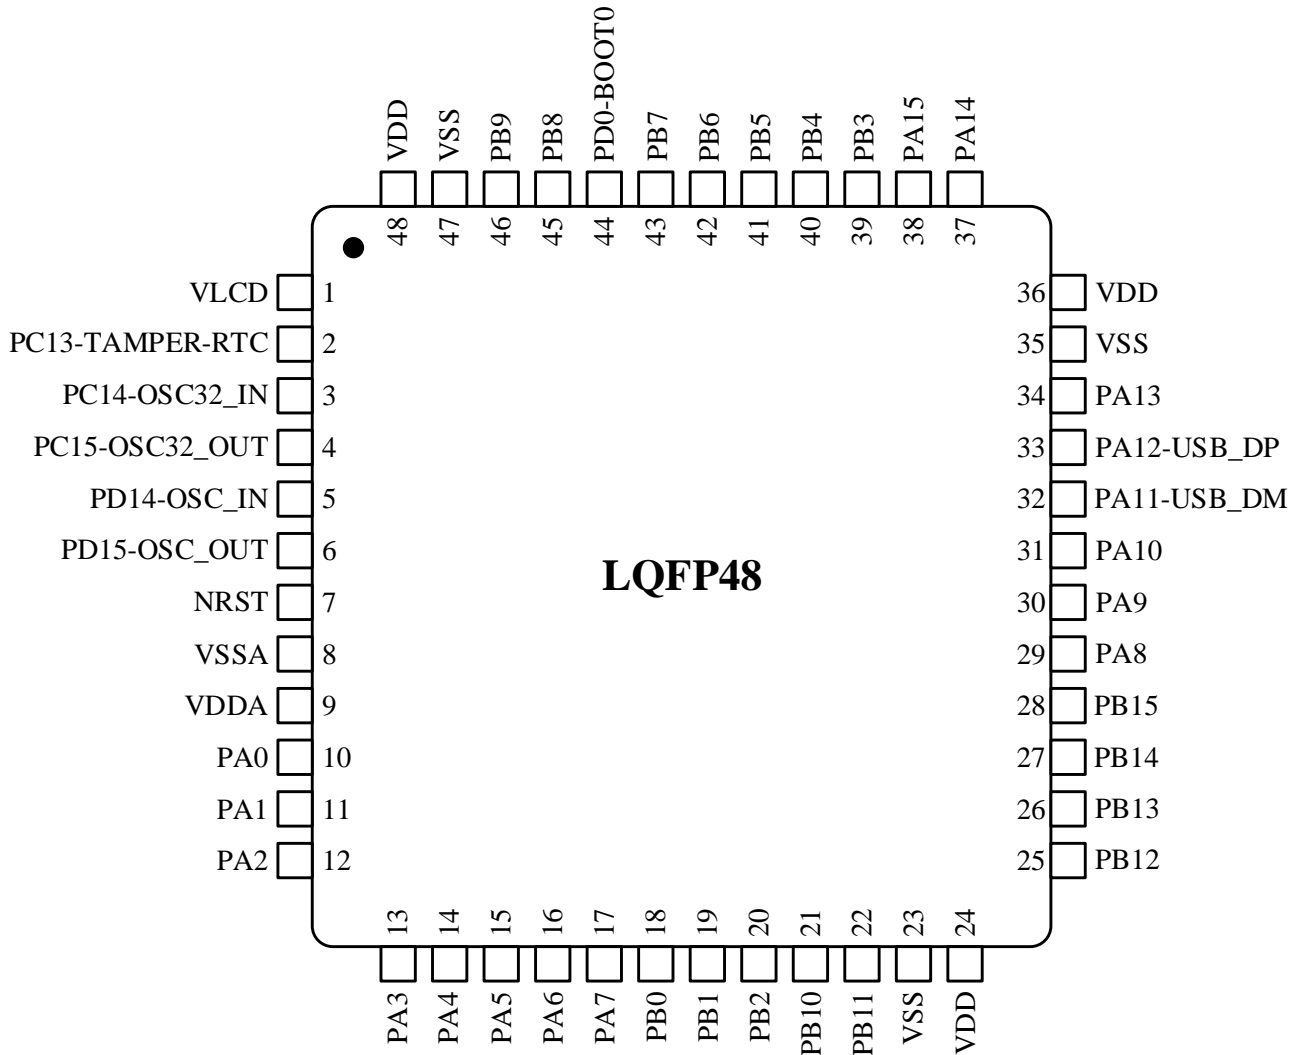 VDD
VSS
PB9
PB8
PD0-BOOT0
PB7
PB6
PB5
PB4
PB3
PA15
PA14
48
47
46
45
44
43
42
41
40
39
38
37
VLCD 1
PC13-TAMPER-RTC 2
PC14-OSC32_IN 3
PC15-OSC32_OUT 4
PD14-OSC_IN 5
PD15-OSC_OUT 6
NRST 7
VSSA 8
VDDA 9
PA0 10
PA1 11
PA2 12
LQFP48
36 VDD
35 VSS
34 PA13
33 PA12-USB_DP
32 PA11-USB_DM
31 PA10
30 PA9
29 PA8
28 PB15
27 PB14
26 PB13
25 PB12
13
14
15
16
17
18
19
20
21
22
23
24
PA3
PA4
PA5
PA6
PA7
PB0
PB1
PB2
PB10
PB11
VSS
VDD